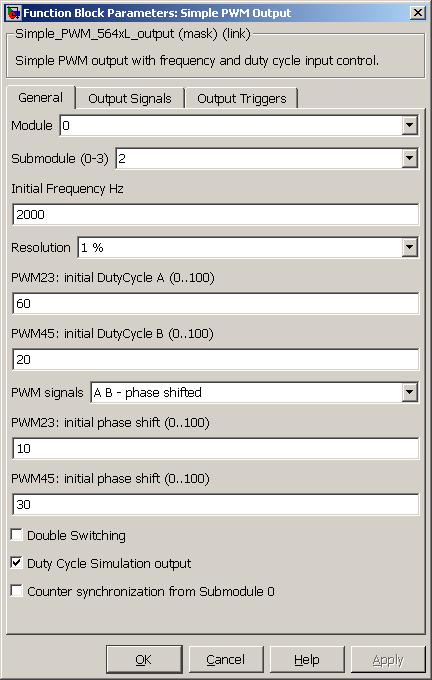 Function Block Parameters: Simple PWM Output
Simple_PWM_564xL_output (mask) (link)
Simple PWM output with frequency and duty cycle input control.
General Output Signals Output Triggers
Module 0
Submodule (0-3) 2
Initial Frequency Hz
2000
Resolution 1 %
PWM23: initial DutyCycle A (0..100)
60
PWM45: initial DutyCycle B (0..100)
20
PWM signals A B - phase shifted
PWM23: initial phase shift (0..100)
10
PWM45: initial phase shift (0..100)
30
Double Switching
Duty Cycle Simulation output
Counter synchronization from Submodule 0
OK Cancel Help Apply